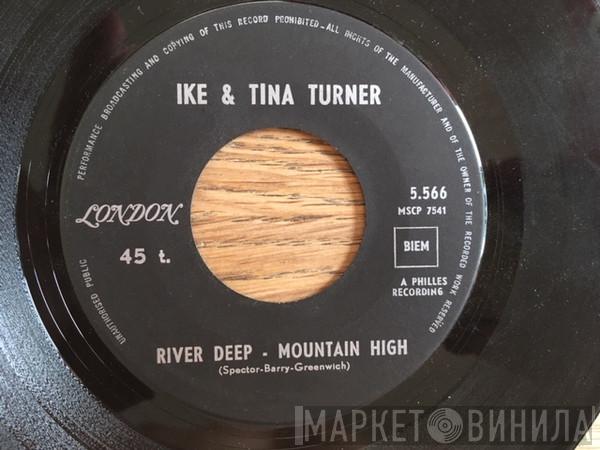 PERFORMANCE BROADCASTING AND COPYING OF THIS RECORD PROHIBITED_ALL RIGHTS OF THE MANUFACTURER AND OF THE OWNER OF THE RECORDED WORK RESERVED
UNAUTHORISED PUBLIC
IKE & TINA TURNER
5.566
MSCP 7541
LONDON
45 t.
BIEM
A PHILLES
RECORDING
RIVER DEEP - MOUNTAIN HIGH
(Spector-Barry-Greenwich)
МАРКЕТ ВИНИЛА